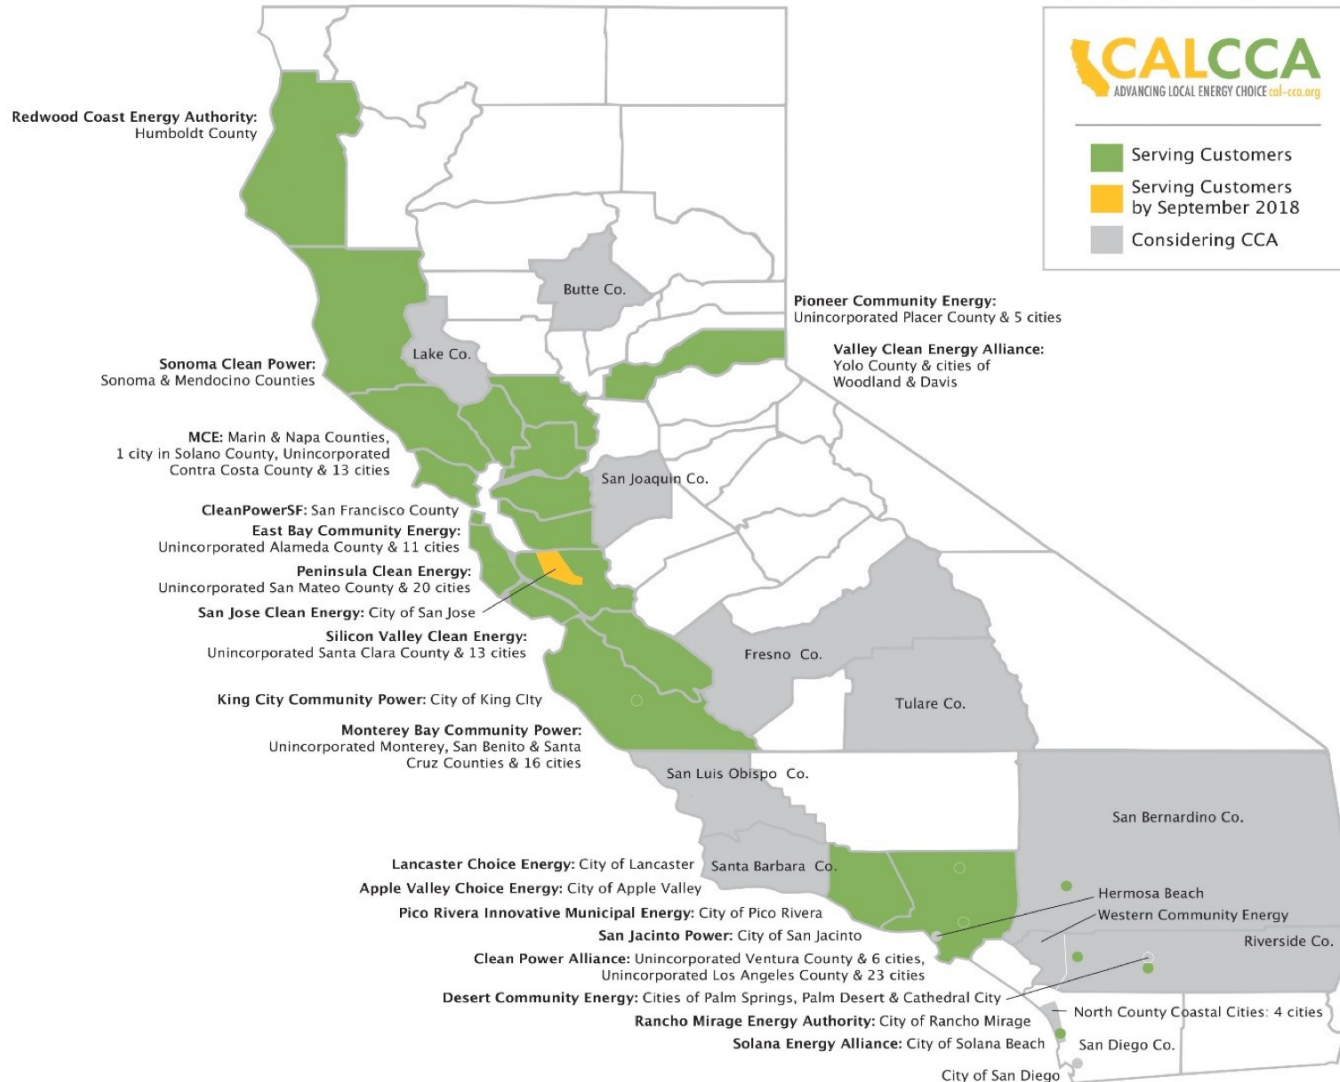 CALCCA
ADVANCING LOCAL ENERGY CHOICE cal-cca.org
Serving Customers
Serving Customers
by September 2018
Considering CCA
Redwood Coast Energy Authority:
Humboldt County
Butte Co.
Pioneer Community Energy:
Unincorporated Placer County & 5 cities
Lake Co.
Valley Clean Energy Alliance:
Yolo County & cities of
Woodland & Davis
Sonoma Clean Power:
Sonoma & Mendocino Counties
MCE: Marin & Napa Counties,
1 city in Solano County, Unincorporated
Contra Costa County & 13 cities
San Joaquin Co.
CleanPowerSF: San Francisco County
East Bay Community Energy:
Unincorporated Alameda County & 11 cities
Peninsula Clean Energy:
Unincorporated San Mateo County & 20 cities
San Jose Clean Energy: City of San Jose
Silicon Valley Clean Energy:
Unincorporated Santa Clara County & 13 cities
Fresno Co.
King City Community Power: City of King CIty
Tulare Co.
Monterey Bay Community Power:
Unincorporated Monterey, San Benito & Santa
Cruz Counties & 16 cities
San Luis Obispo Co.
San Bernardino Co.
Lancaster Choice Energy: City of Lancaster
Santa Barbara Co.
Apple Valley Choice Energy: City of Apple Valley
Hermosa Beach
Pico Rivera Innovative Municipal Energy: City of Pico Rivera
Western Community Energy
San Jacinto Power: City of San Jacinto
Riverside Co.
Clean Power Alliance: Unincorporated Ventura County & 6 cities,
Unincorporated Los Angeles County & 23 cities
Desert Community Energy: Cities of Palm Springs, Palm Desert & Cathedral City
North County Coastal Cities: 4 cities
Rancho Mirage Energy Authority: City of Rancho Mirage
Solana Energy Alliance: City of Solana Beach
San Diego Co.
City of San Diego